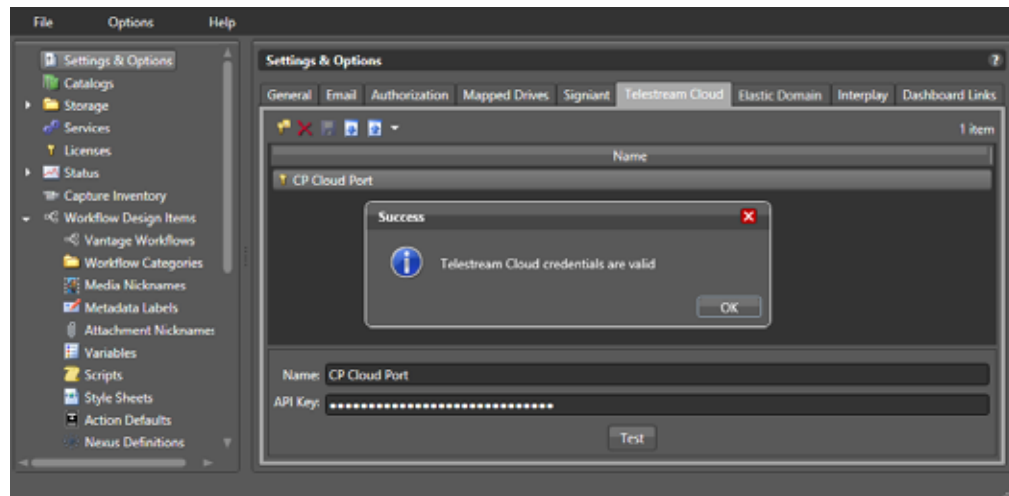 File Options Help
Settings & Options
Catalogs
Storage
Services
Licenses
Status
Capture Inventory
Workflow Design Items
Vantage Workflows
Workflow Categories
Media Nicknames
Metadata Labels
Attachment Nicknames
Variables
Scripts
Style Sheets
Action Defaults
Nexus Definitions
Settings & Options ?
General Email Authorization Mapped Drives Signiant Telestream Cloud Elastic Domain Interplay Dashboard Links
1 item
Name
CP Cloud Port
Success
Telestream Cloud credentials are valid
OK
Name: CP Cloud Port
API Key: •••••••••••••••••••••••••••••
Test